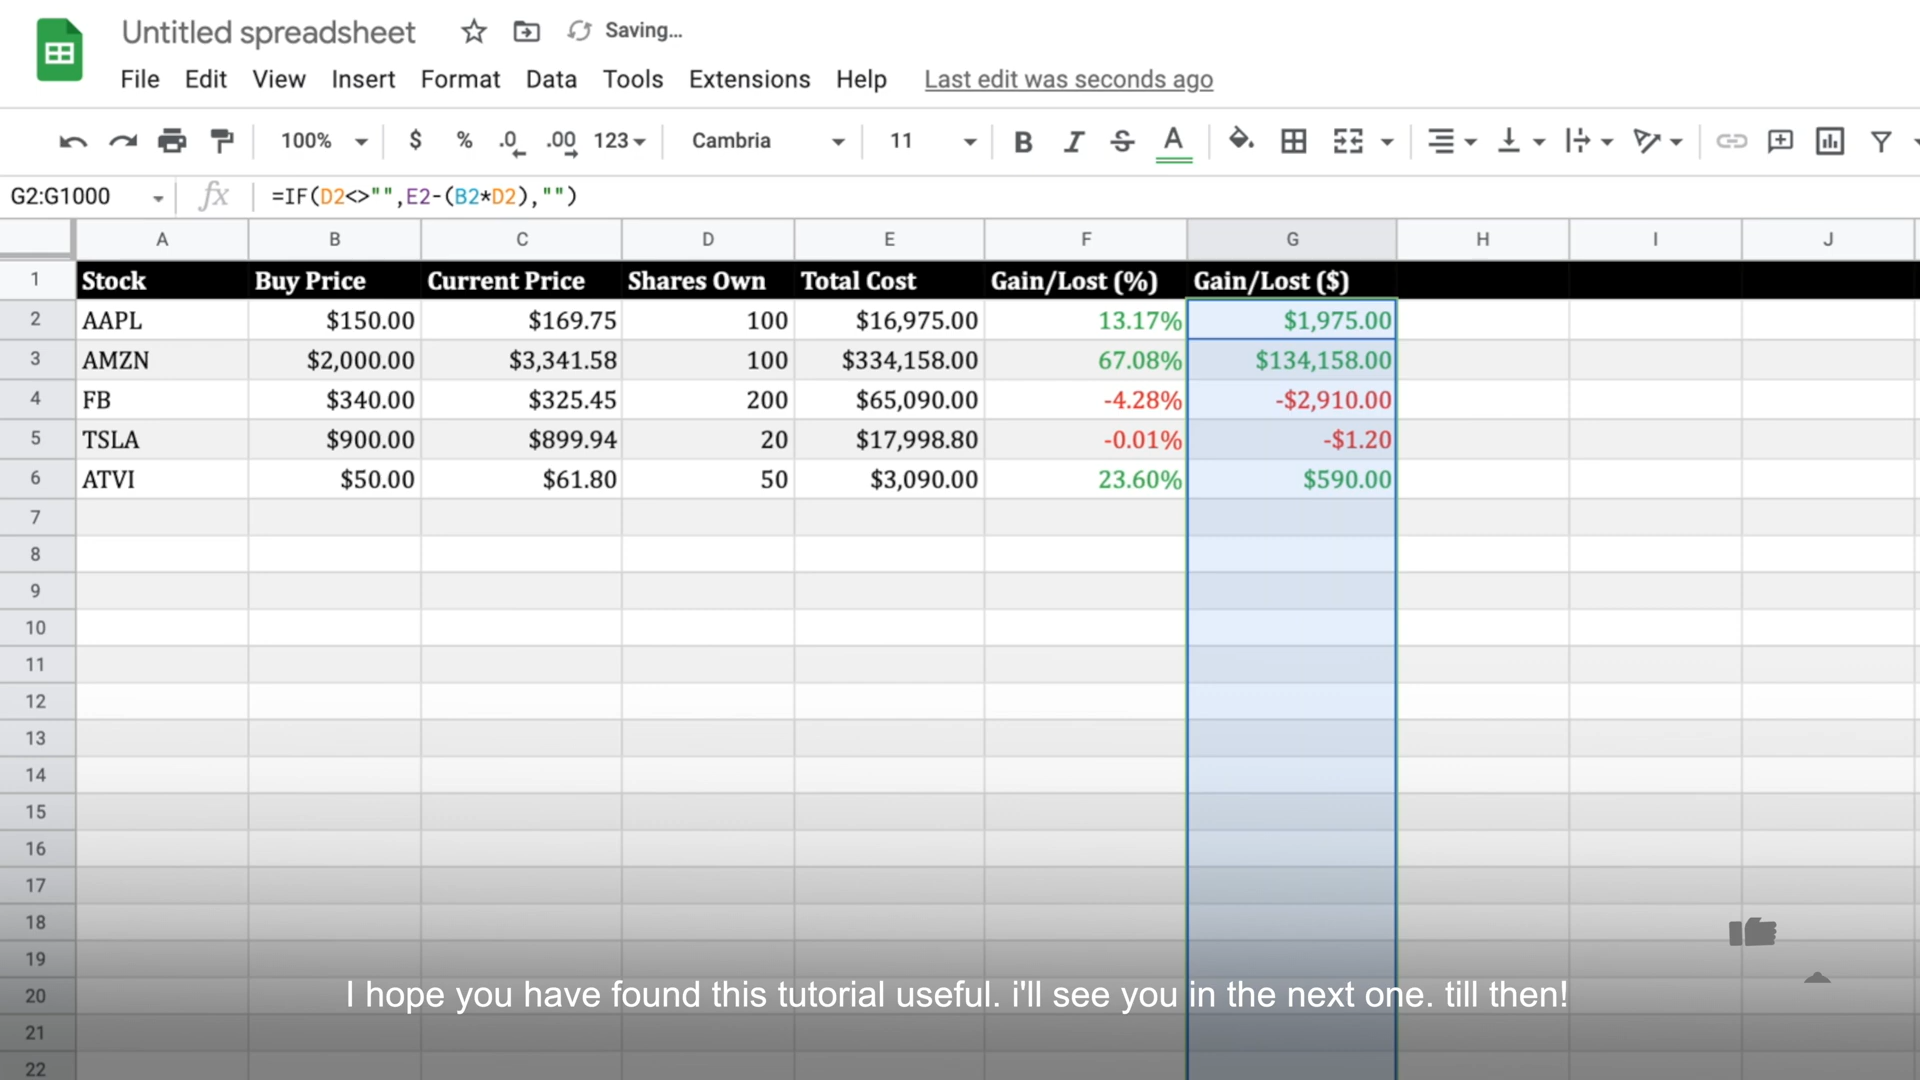 Untitled spreadsheet Saving...
File Edit View Insert Format Data Tools Extensions Help Last edit was seconds ago
100% $ % .0 .00 123 Cambria 11 B I S A
G2:G1000 fx =IF(D2<>"",E2-(B2*D2),"")
A B C D E F G H I J
1 Stock Buy Price Current Price Shares Own Total Cost Gain/Lost (%) Gain/Lost ($)
2 AAPL $150.00 $169.75 100 $16,975.00 13.17% $1,975.00
3 AMZN $2,000.00 $3,341.58 100 $334,158.00 67.08% $134,158.00
4 FB $340.00 $325.45 200 $65,090.00 -4.28% -$2,910.00
5 TSLA $900.00 $899.94 20 $17,998.80 -0.01% -$1.20
6 ATVI $50.00 $61.80 50 $3,090.00 23.60% $590.00
7
8
9
10
11
12
13
14
15
16
17
18
19
20
I hope you have found this tutorial useful. i'll see you in the next one. till then!
21
22